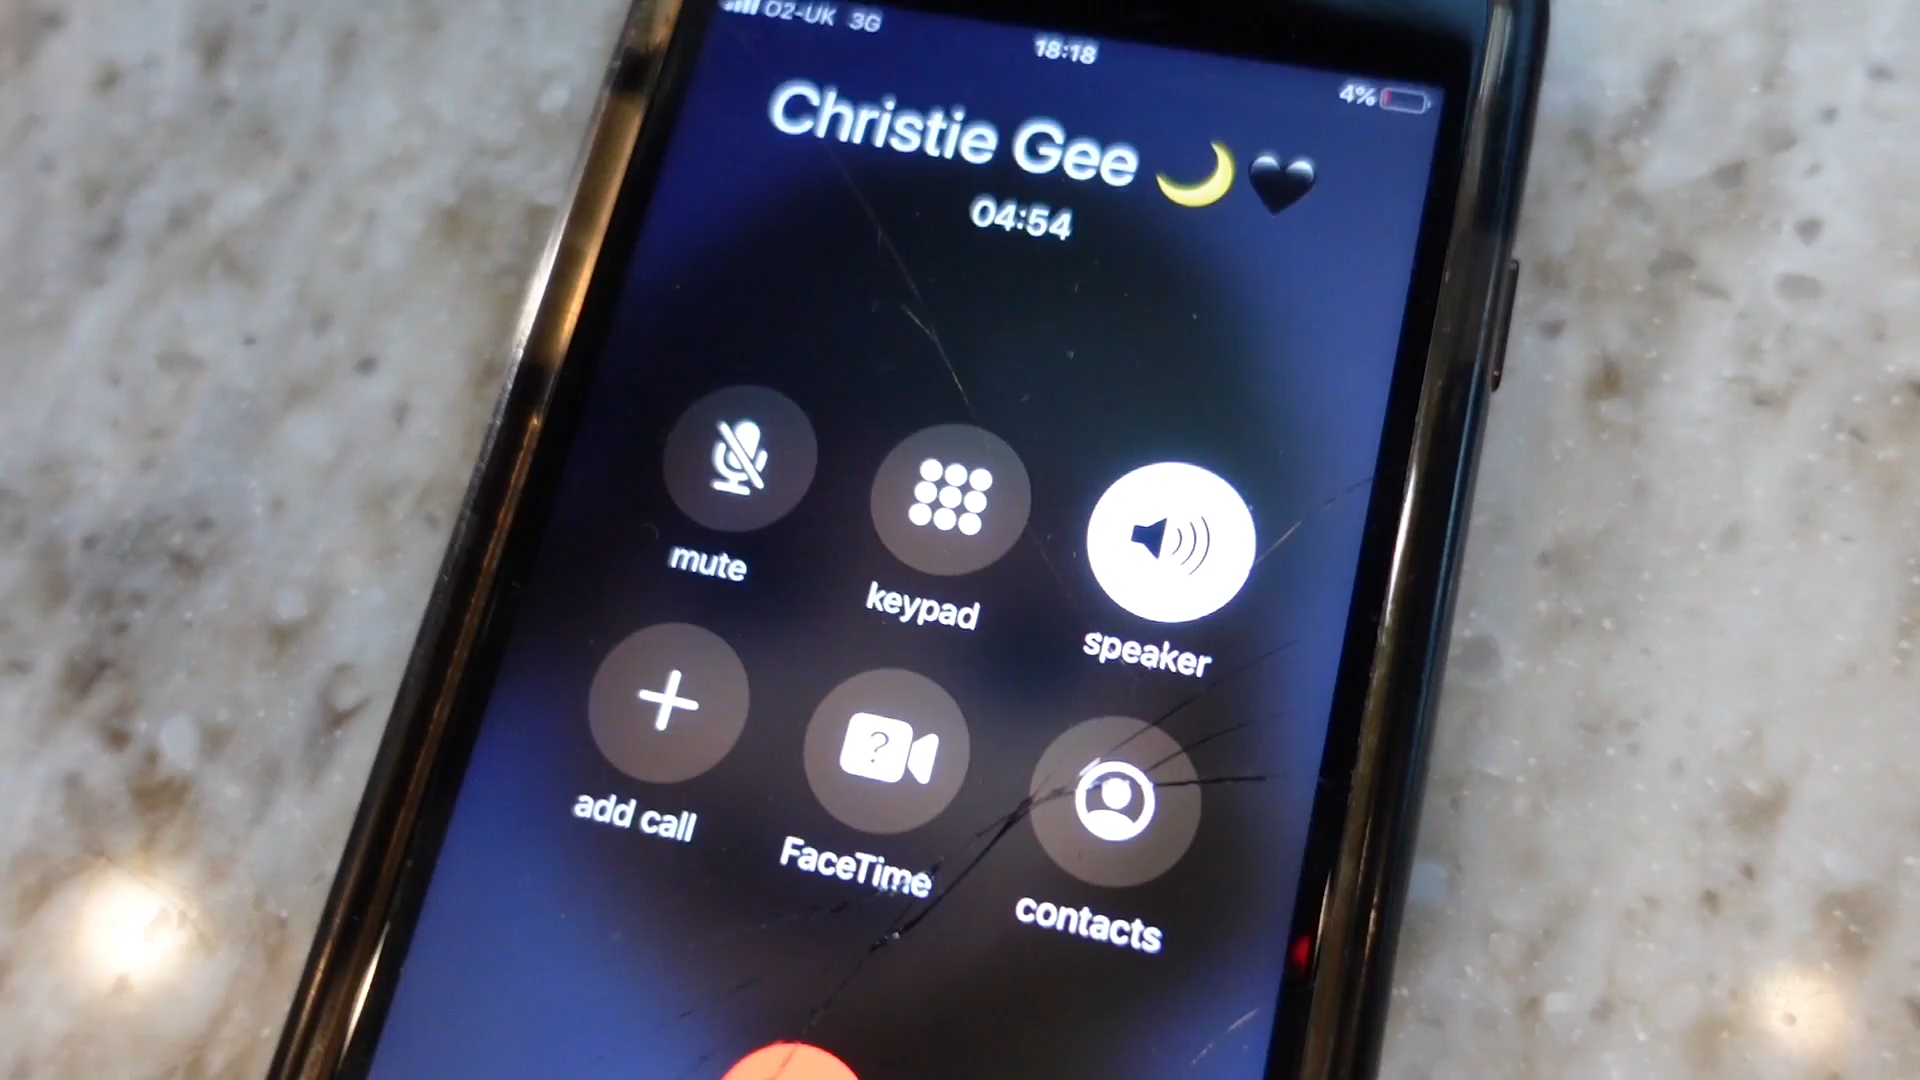 O2-UK 3G
18:18
4%
Christie Gee 🌙🖤
04:54
mute
keypad
speaker
?
add call
FaceTime
contacts